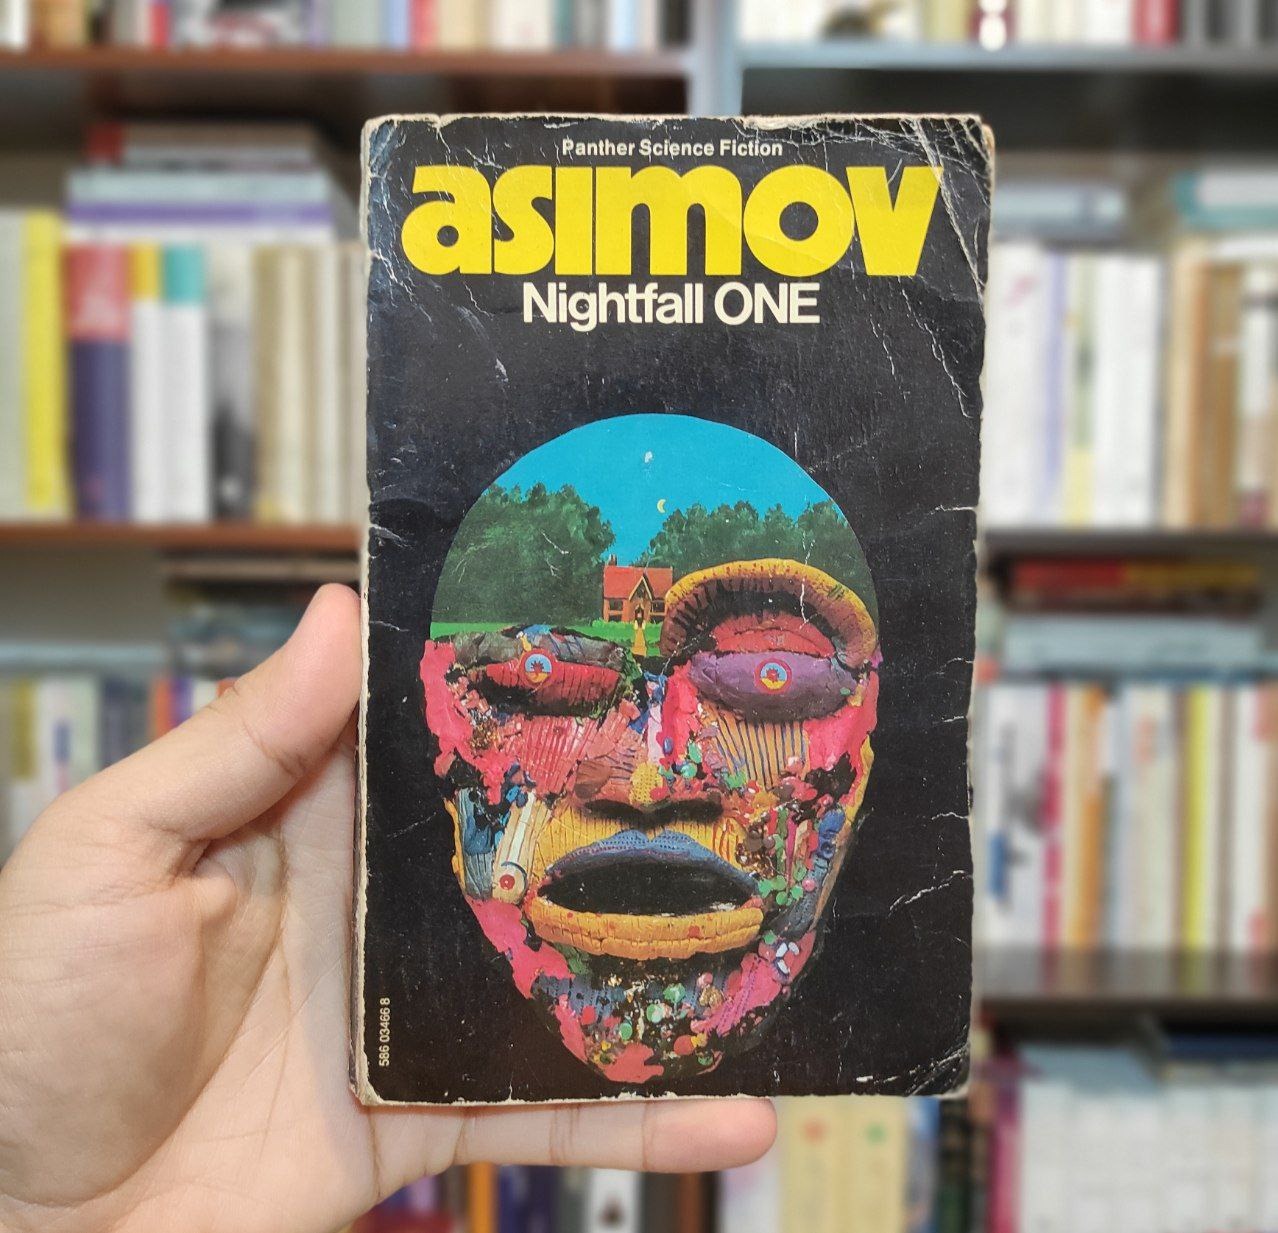 Panther Science Fiction
asimov
Nightfall ONE
586 03466 8